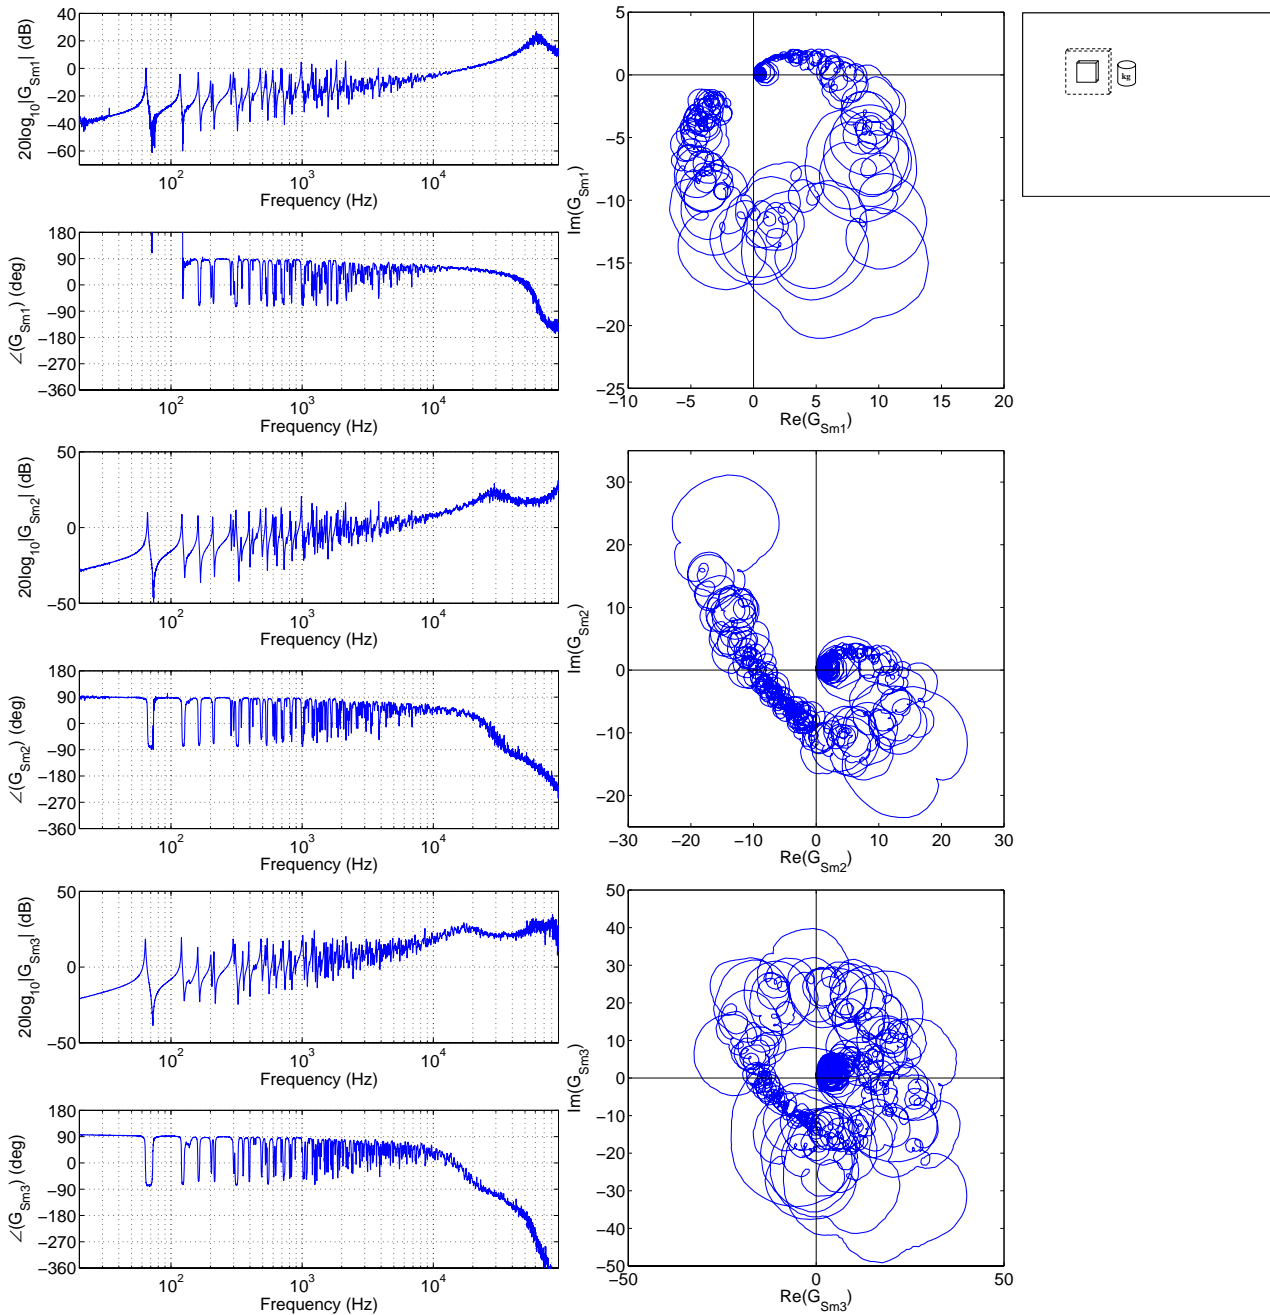 40
20
0
−20
−40
−60
20log10|GSm1| (dB)
10^2 10^3 10^4
Frequency (Hz)
180
90
0
−90
−180
−270
−360
∠(GSm1) (deg)
10^2 10^3 10^4
Frequency (Hz)
5
0
−5
−10
−15
−20
−25
Im(GSm1)
−10 −5 0 5 10 15 20
Re(GSm1)
kg
50
0
−50
20log10|GSm2| (dB)
10^2 10^3 10^4
Frequency (Hz)
180
90
0
−90
−180
−270
−360
∠(GSm2) (deg)
10^2 10^3 10^4
Frequency (Hz)
30
20
10
0
−10
−20
Im(GSm2)
−30 −20 −10 0 10 20 30
Re(GSm2)
50
0
−50
20log10|GSm3| (dB)
10^2 10^3 10^4
Frequency (Hz)
180
90
0
−90
−180
−270
−360
∠(GSm3) (deg)
10^2 10^3 10^4
Frequency (Hz)
50
40
30
20
10
0
−10
−20
−30
−40
−50
Im(GSm3)
−50 0 50
Re(GSm3)